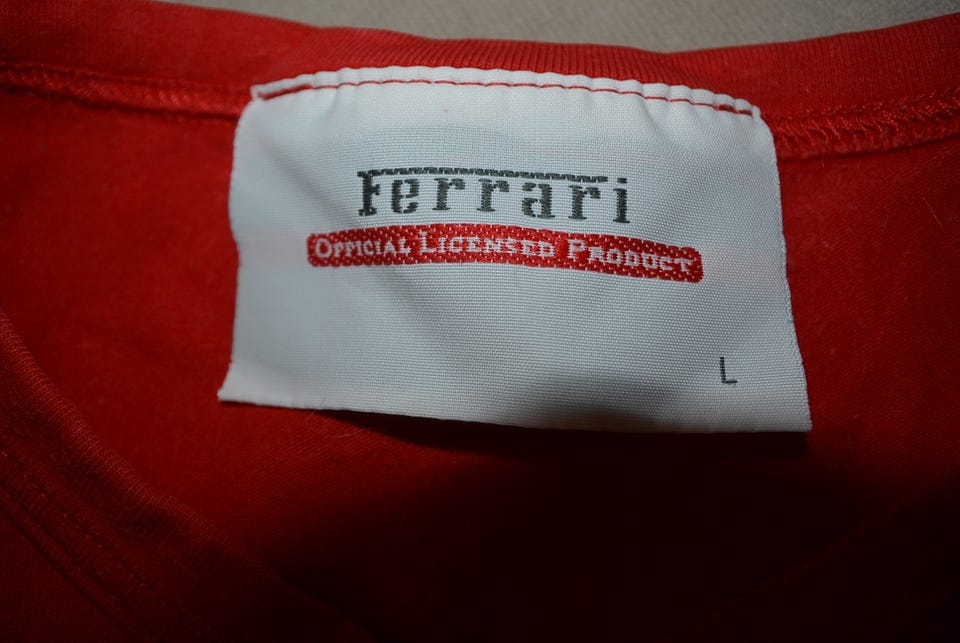 Ferrari
OFFICIAL LICENSED PRODUCT
L